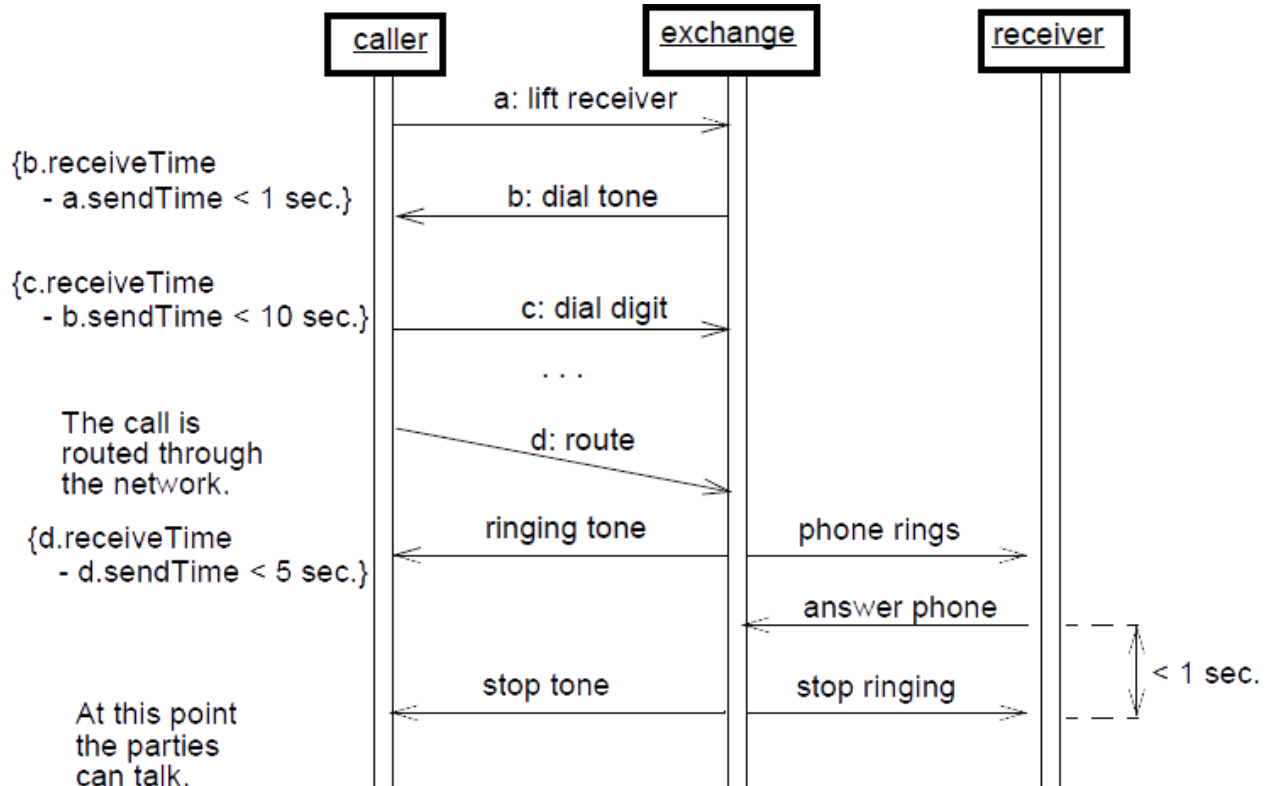 caller
exchange
receiver
a: lift receiver
{b.receiveTime
- a.sendTime < 1 sec.}
b: dial tone
{c.receiveTime
- b.sendTime < 10 sec.}
c: dial digit
. . .
The call is
routed through
the network.
d: route
{d.receiveTime
- d.sendTime < 5 sec.}
ringing tone
phone rings
answer phone
< 1 sec.
stop tone
stop ringing
At this point
the parties
can talk.